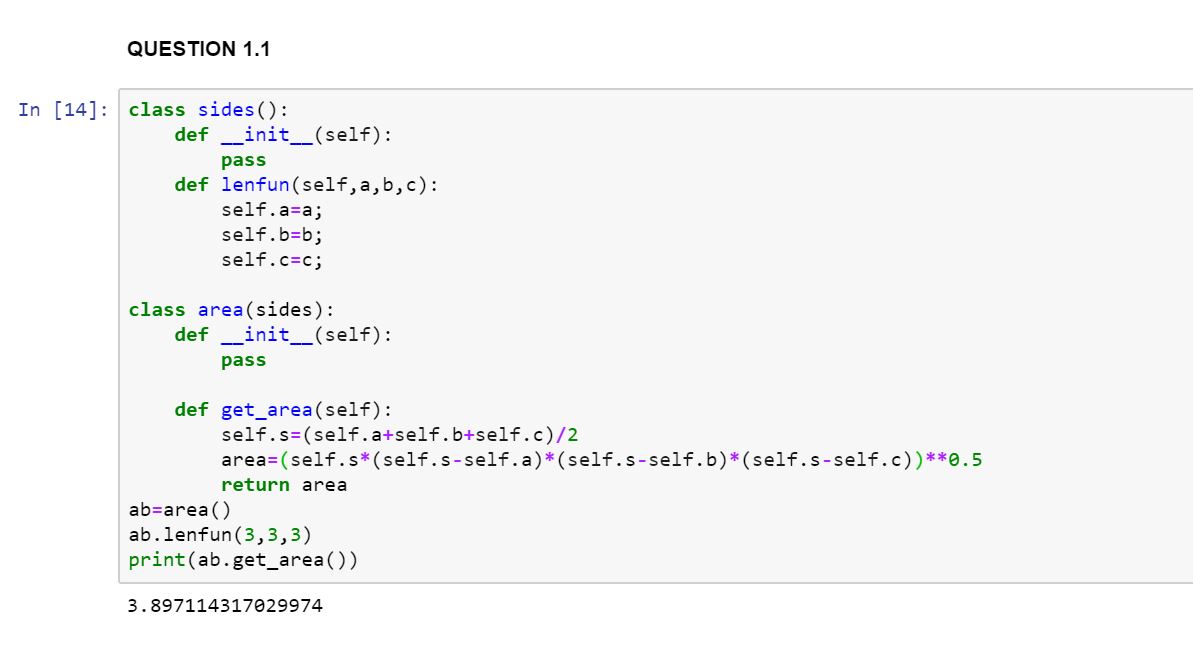 QUESTION 1.1
In [14]: class sides():
    def __init__(self):
        pass
    def lenfun(self,a,b,c):
        self.a=a;
        self.b=b;
        self.c=c;
class area(sides):
    def __init__(self):
        pass
    def get_area(self):
        self.s=(self.a+self.b+self.c)/2
        area=(self.s*(self.s-self.a)*(self.s-self.b)*(self.s-self.c))**0.5
        return area
ab=area()
ab.lenfun(3,3,3)
print(ab.get_area())
3.897114317029974